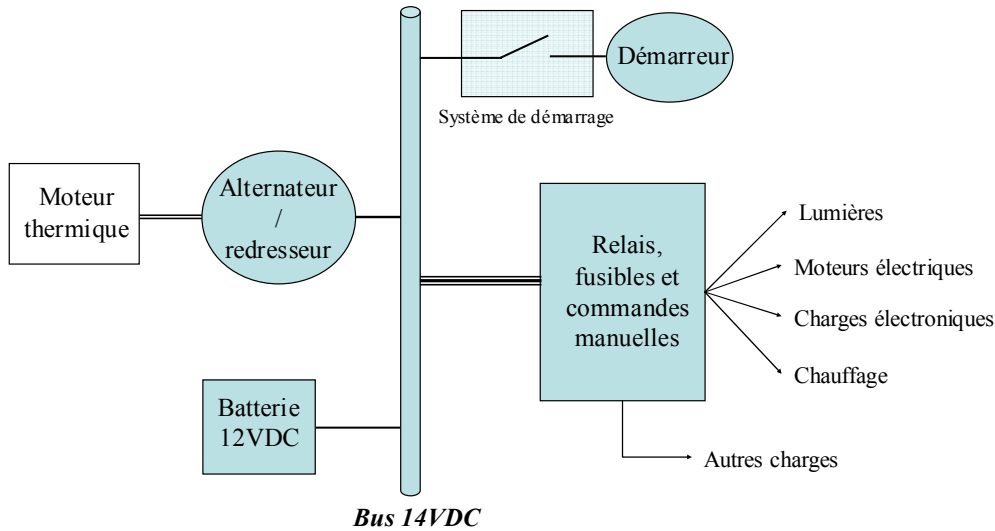 Démarreur
Système de démarrage
Moteur
thermique
Alternateur
/
redresseur
Relais,
fusibles et
commandes
manuelles
Lumières
Moteurs électriques
Charges électroniques
Chauffage
Batterie
12VDC
Autres charges
Bus 14VDC